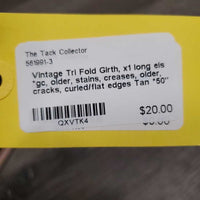 The Tack Collector
561991-3
Vintage Tri Fold Girth, x1 long els
*gc, older, stains, creases, older,
cracks, curled/flat edges Tan *50"
$20.00
QXVTK4